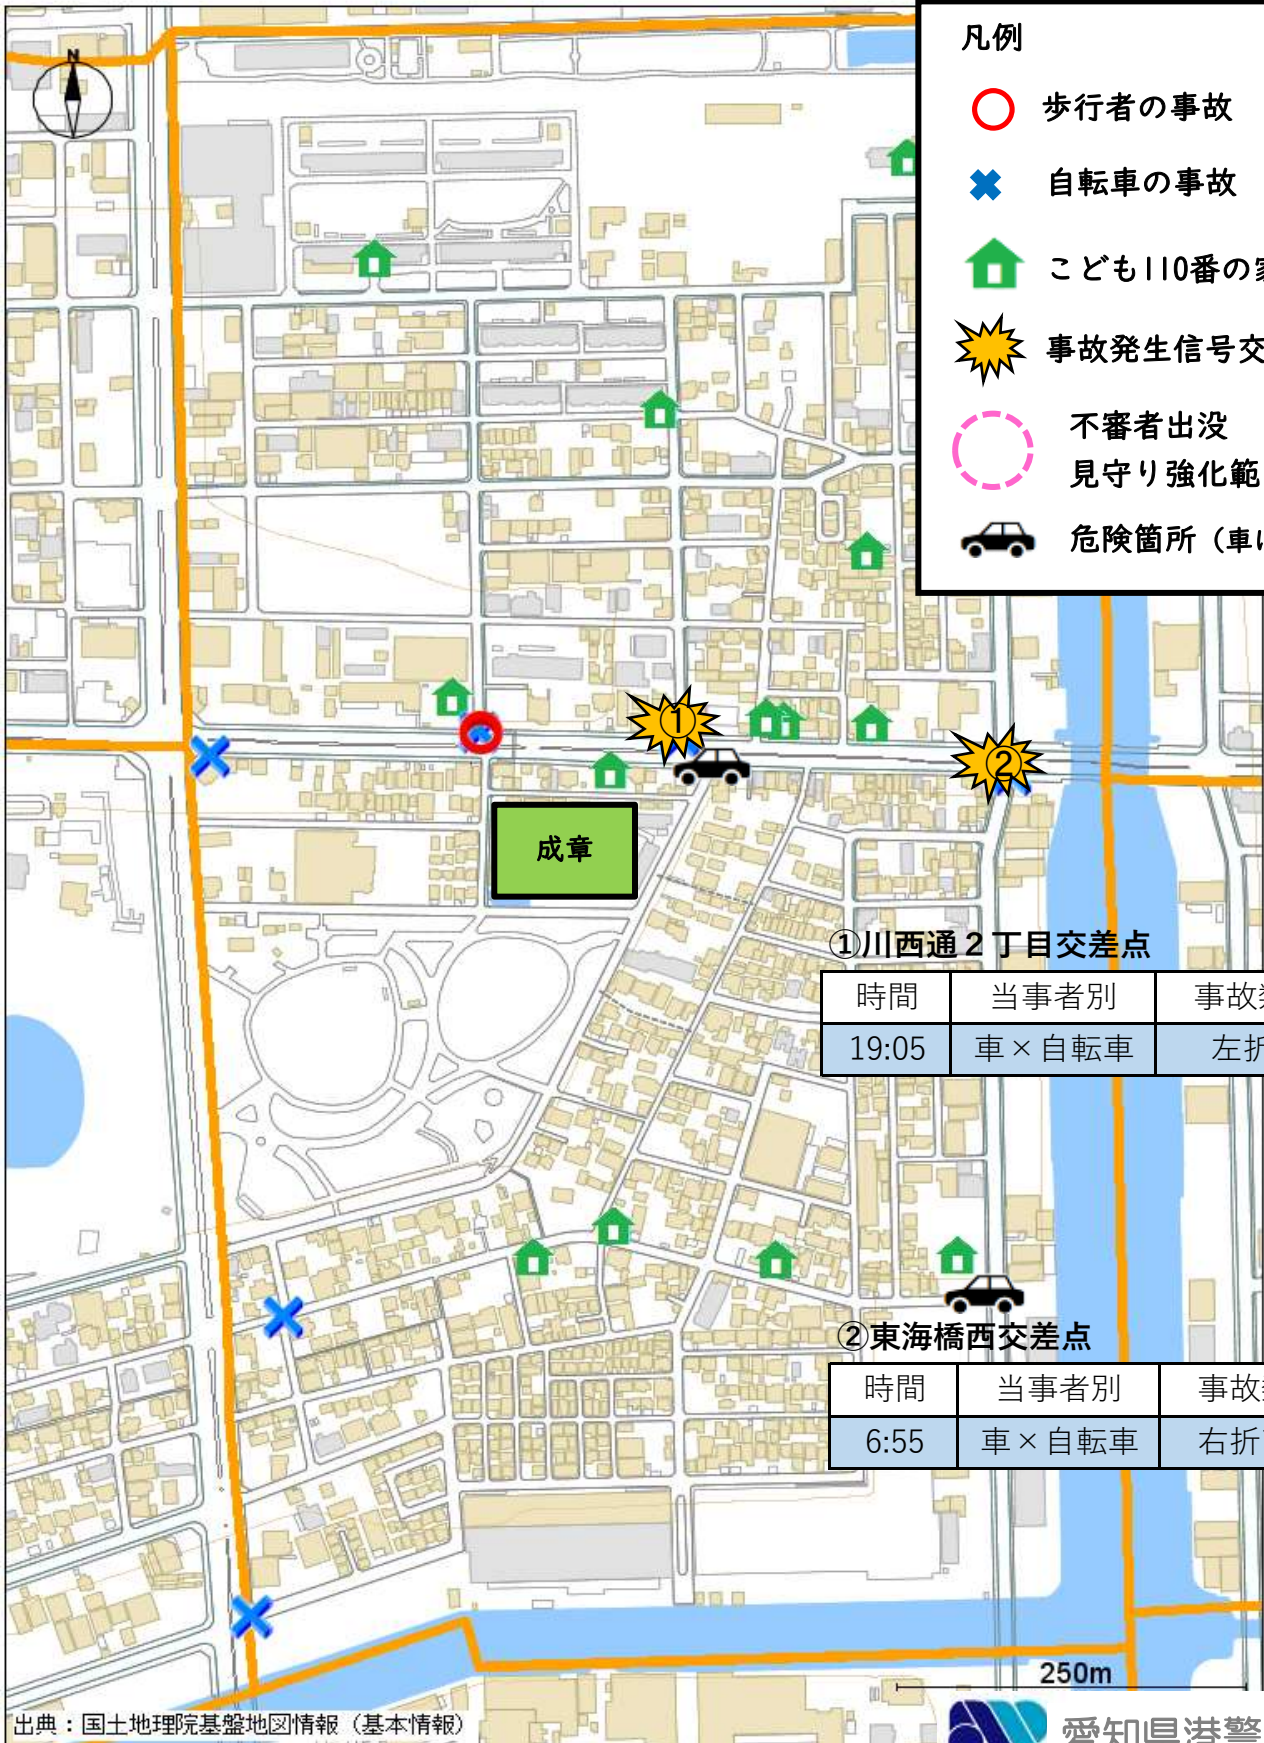 N
凡例
歩行者の事故
自転車の事故
こども110番の家
事故発生信号交
不審者出没
見守り強化範
危険箇所（車
①
②
成章
①川西通２丁目交差点
時間 当事者別 事故
19:05 車×自転車 左折
②東海橋西交差点
時間 当事者別 事故
6:55 車×自転車 右折
250m
出典：国土地理院基盤地図情報（基本情報）
愛知県港警